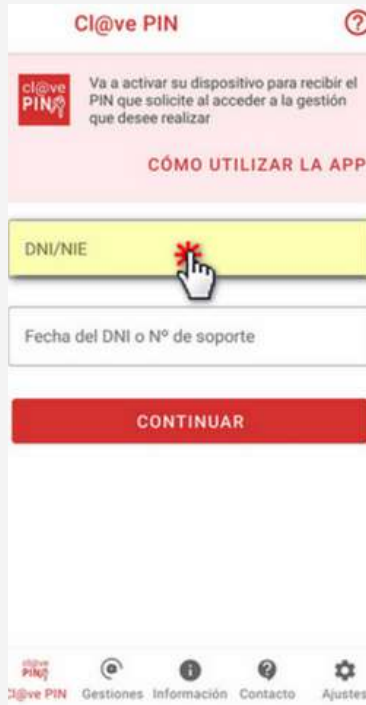 Cl@ve PIN
cl@ve
PIN
Va a activar su dispositivo para recibir el
PIN que solicite al acceder a la gestión
que desee realizar
CÓMO UTILIZAR LA APP
DNI/NIE
Fecha del DNI o Nº de soporte
CONTINUAR
cl@ve
PIN
Cl@ve PIN Gestiones Información Contacto Ajustes